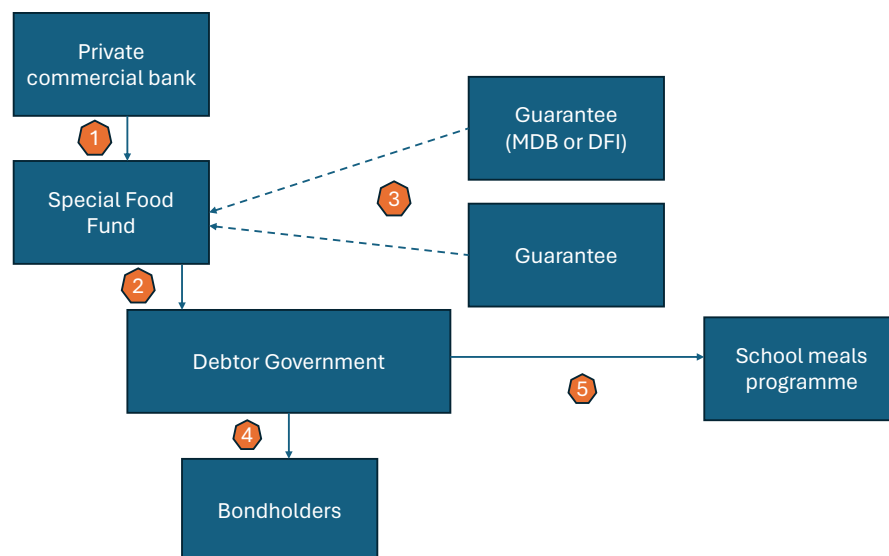 Private
commercial bank
1
Guarantee
(MDB or DFI)
Special Food
Fund
3
Guarantee
2
Debtor Government
School meals
programme
5
4
Bondholders